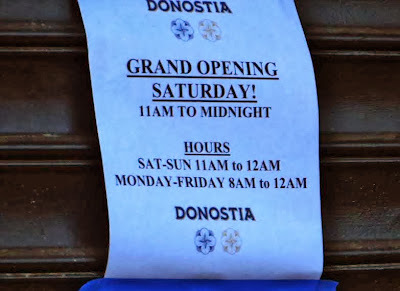 DONOSTIA
GRAND OPENING
SATURDAY!
11AM TO MIDNIGHT
HOURS
SAT-SUN 11AM to 12AM
MONDAY-FRIDAY 8AM to 12AM
DONOSTIA